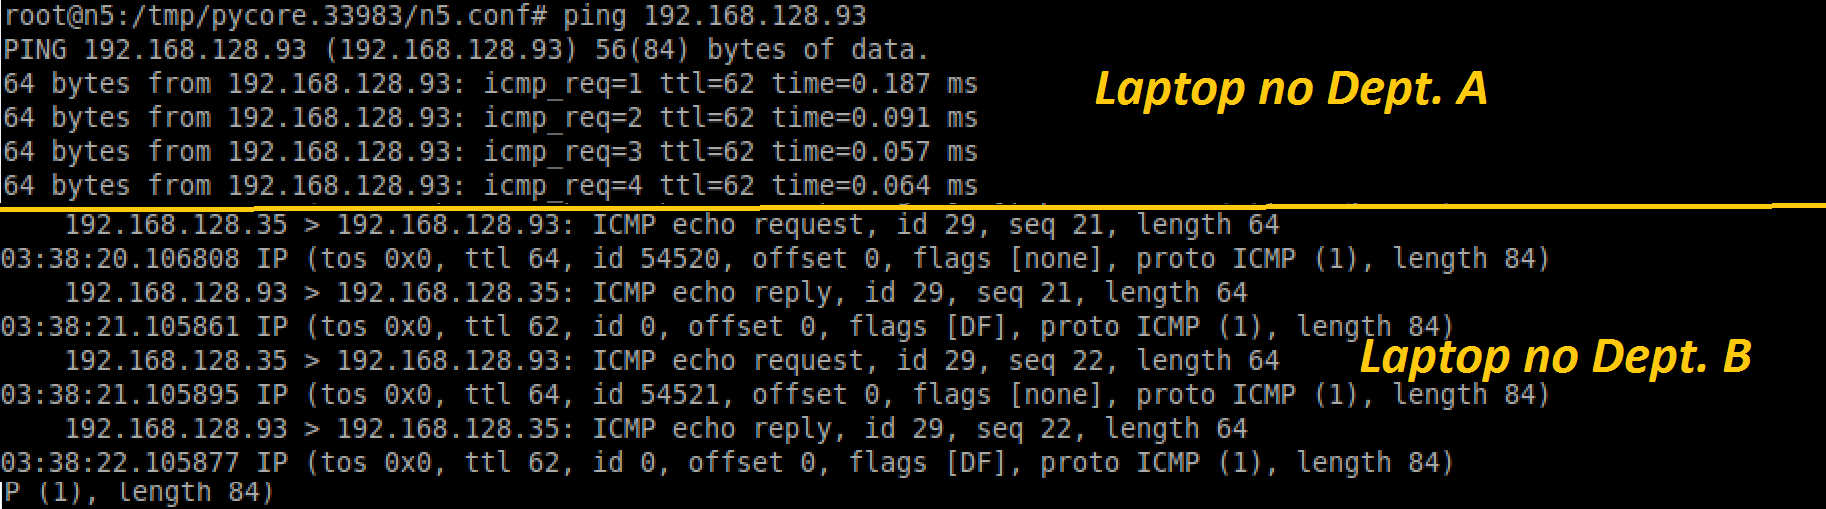 root@n5:/tmp/pycore.33983/n5.conf# ping 192.168.128.93
PING 192.168.128.93 (192.168.128.93) 56(84) bytes of data.
64 bytes from 192.168.128.93: icmp_req=1 ttl=62 time=0.187 ms
64 bytes from 192.168.128.93: icmp_req=2 ttl=62 time=0.091 ms
64 bytes from 192.168.128.93: icmp_req=3 ttl=62 time=0.057 ms
64 bytes from 192.168.128.93: icmp_req=4 ttl=62 time=0.064 ms
Laptop no Dept. A
192.168.128.35 > 192.168.128.93: ICMP echo request, id 29, seq 21, length 64
03:38:20.106808 IP (tos 0x0, ttl 64, id 54520, offset 0, flags [none], proto ICMP (1), length 84)
192.168.128.93 > 192.168.128.35: ICMP echo reply, id 29, seq 21, length 64
03:38:21.105861 IP (tos 0x0, ttl 62, id 0, offset 0, flags [DF], proto ICMP (1), length 84)
192.168.128.35 > 192.168.128.93: ICMP echo request, id 29, seq 22, length 64
03:38:21.105895 IP (tos 0x0, ttl 64, id 54521, offset 0, flags [none], proto ICMP (1), length 84)
192.168.128.93 > 192.168.128.35: ICMP echo reply, id 29, seq 22, length 64
03:38:22.105877 IP (tos 0x0, ttl 62, id 0, offset 0, flags [DF], proto ICMP (1), length 84)
P (1), length 84)
Laptop no Dept. B